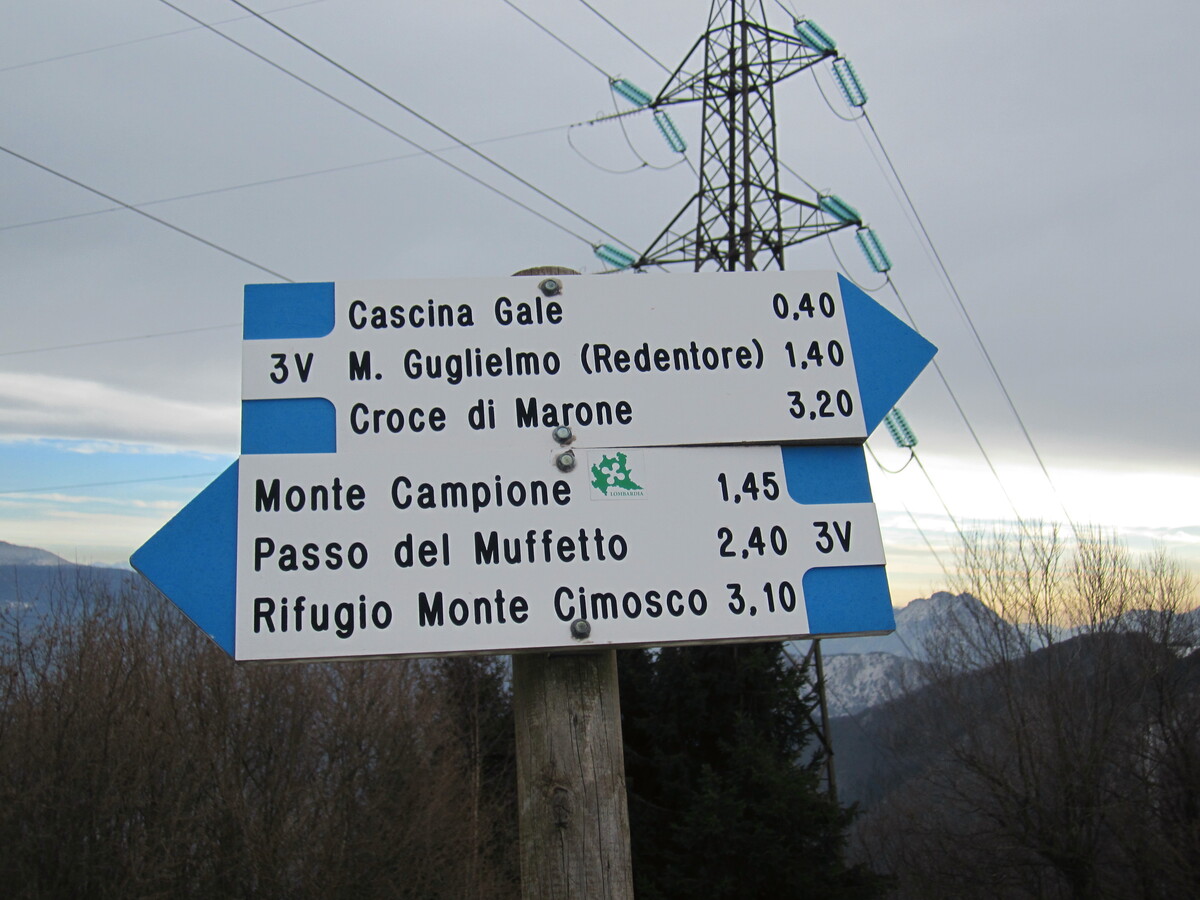 Cascina Gale 0,40
3V M. Guglielmo (Redentore) 1,40
Croce di Marone 3,20
LOMBARDIA
Monte Campione 1,45
Passo del Muffetto 2,40 3V
Rifugio Monte Cimosco 3,10